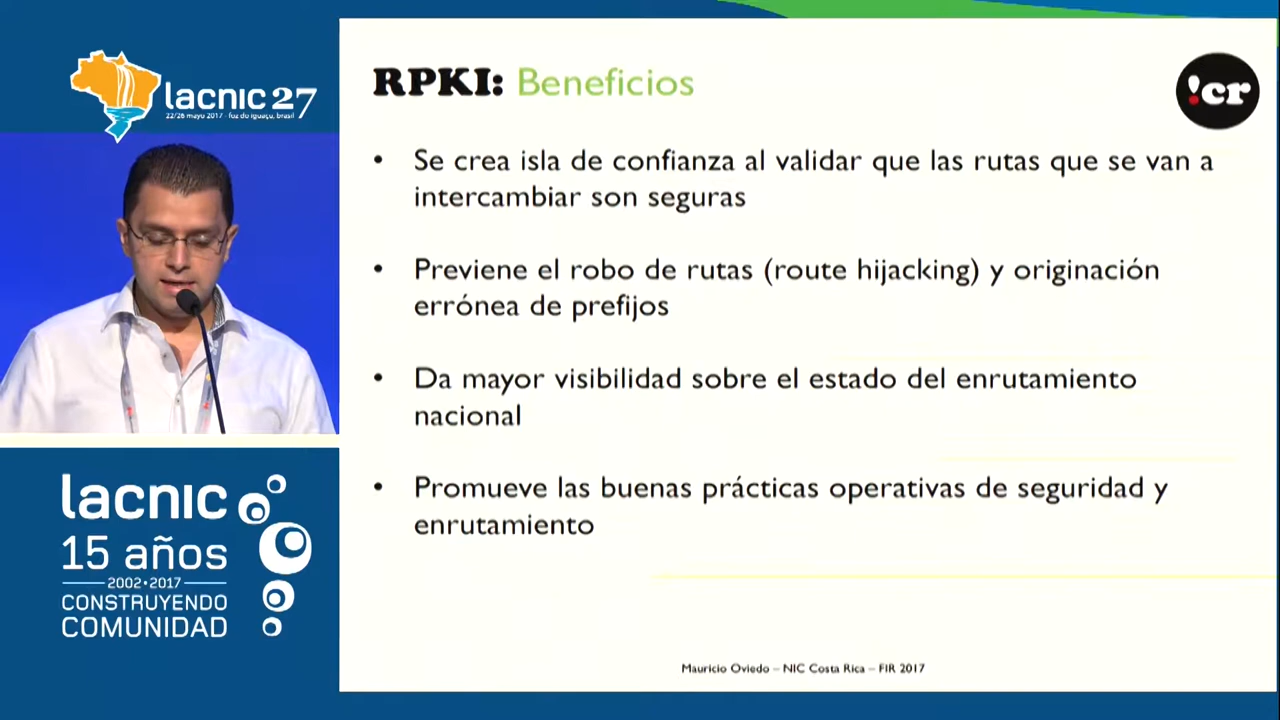 lacnic 27
22/26 mayo 2017 - foz do iguaçu, brasil
RPKI: Beneficios
!cr
• Se crea isla de confianza al validar que las rutas que se van a
intercambiar son seguras
• Previene el robo de rutas (route hijacking) y originación
errónea de prefijos
• Da mayor visibilidad sobre el estado del enrutamiento
nacional
• Promueve las buenas prácticas operativas de seguridad y
enrutamiento
lacnic
15 años
2002•2017
CONSTRUYENDO
COMUNIDAD
Mauricio Oviedo – NIC Costa Rica – FIR 2017